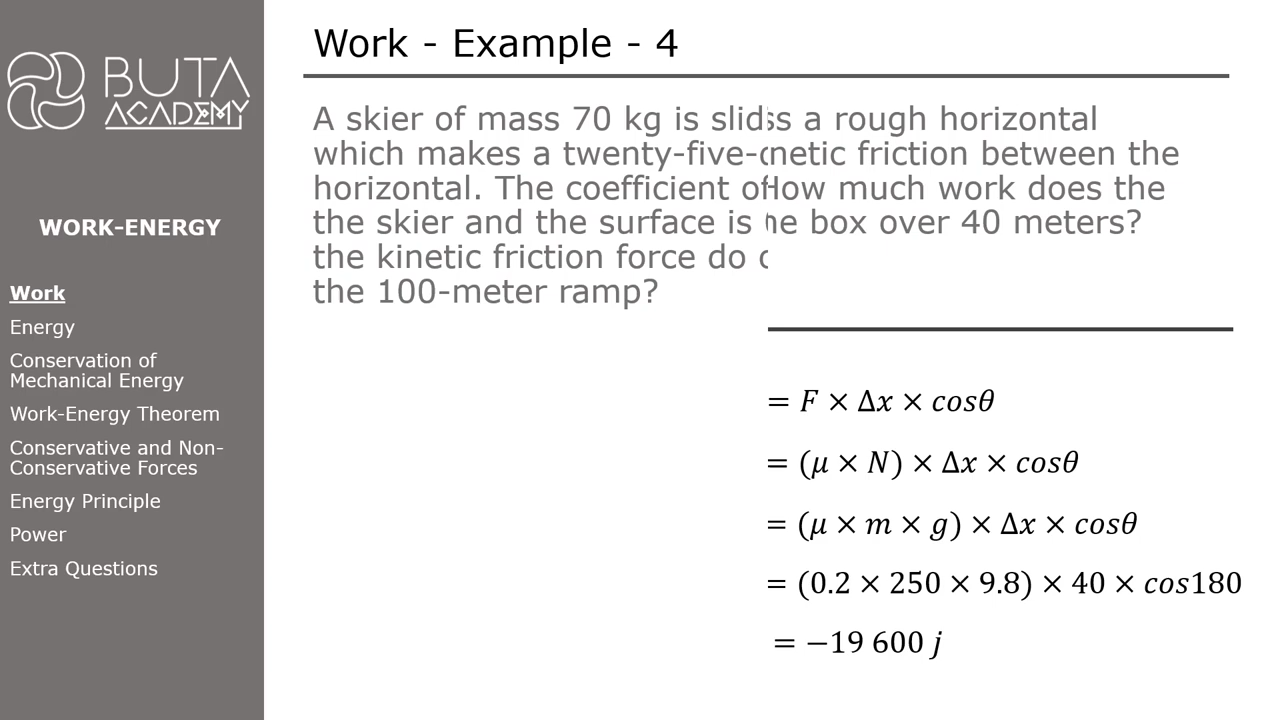 BUTA
ACADEMY
WORK-ENERGY
Work
Energy
Conservation of
Mechanical Energy
Work-Energy Theorem
Conservative and Non-
Conservative Forces
Energy Principle
Power
Extra Questions
Work - Example - 4
A skier of mass 70 kg is slid ss a rough horizontal
which makes a twenty-five- netic friction between the
horizontal. The coefficient of How much work does the
the skier and the surface is he box over 40 meters?
the kinetic friction force do
the 100-meter ramp?
= F × Δx × cosθ
= (μ × N) × Δx × cosθ
= (μ × m × g) × Δx × cosθ
= (0.2 × 250 × 9.8) × 40 × cos180
= −19 600 j